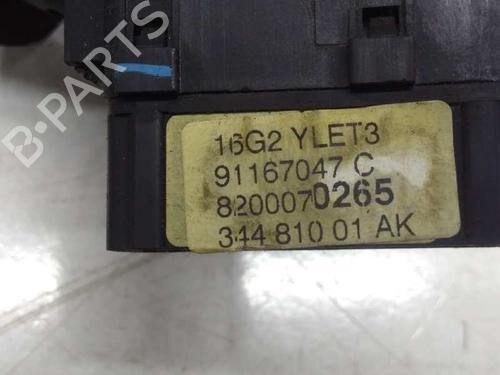 B-PARTS
16G2 YLET3
91167047 C
8200070265
344 810 01 AK